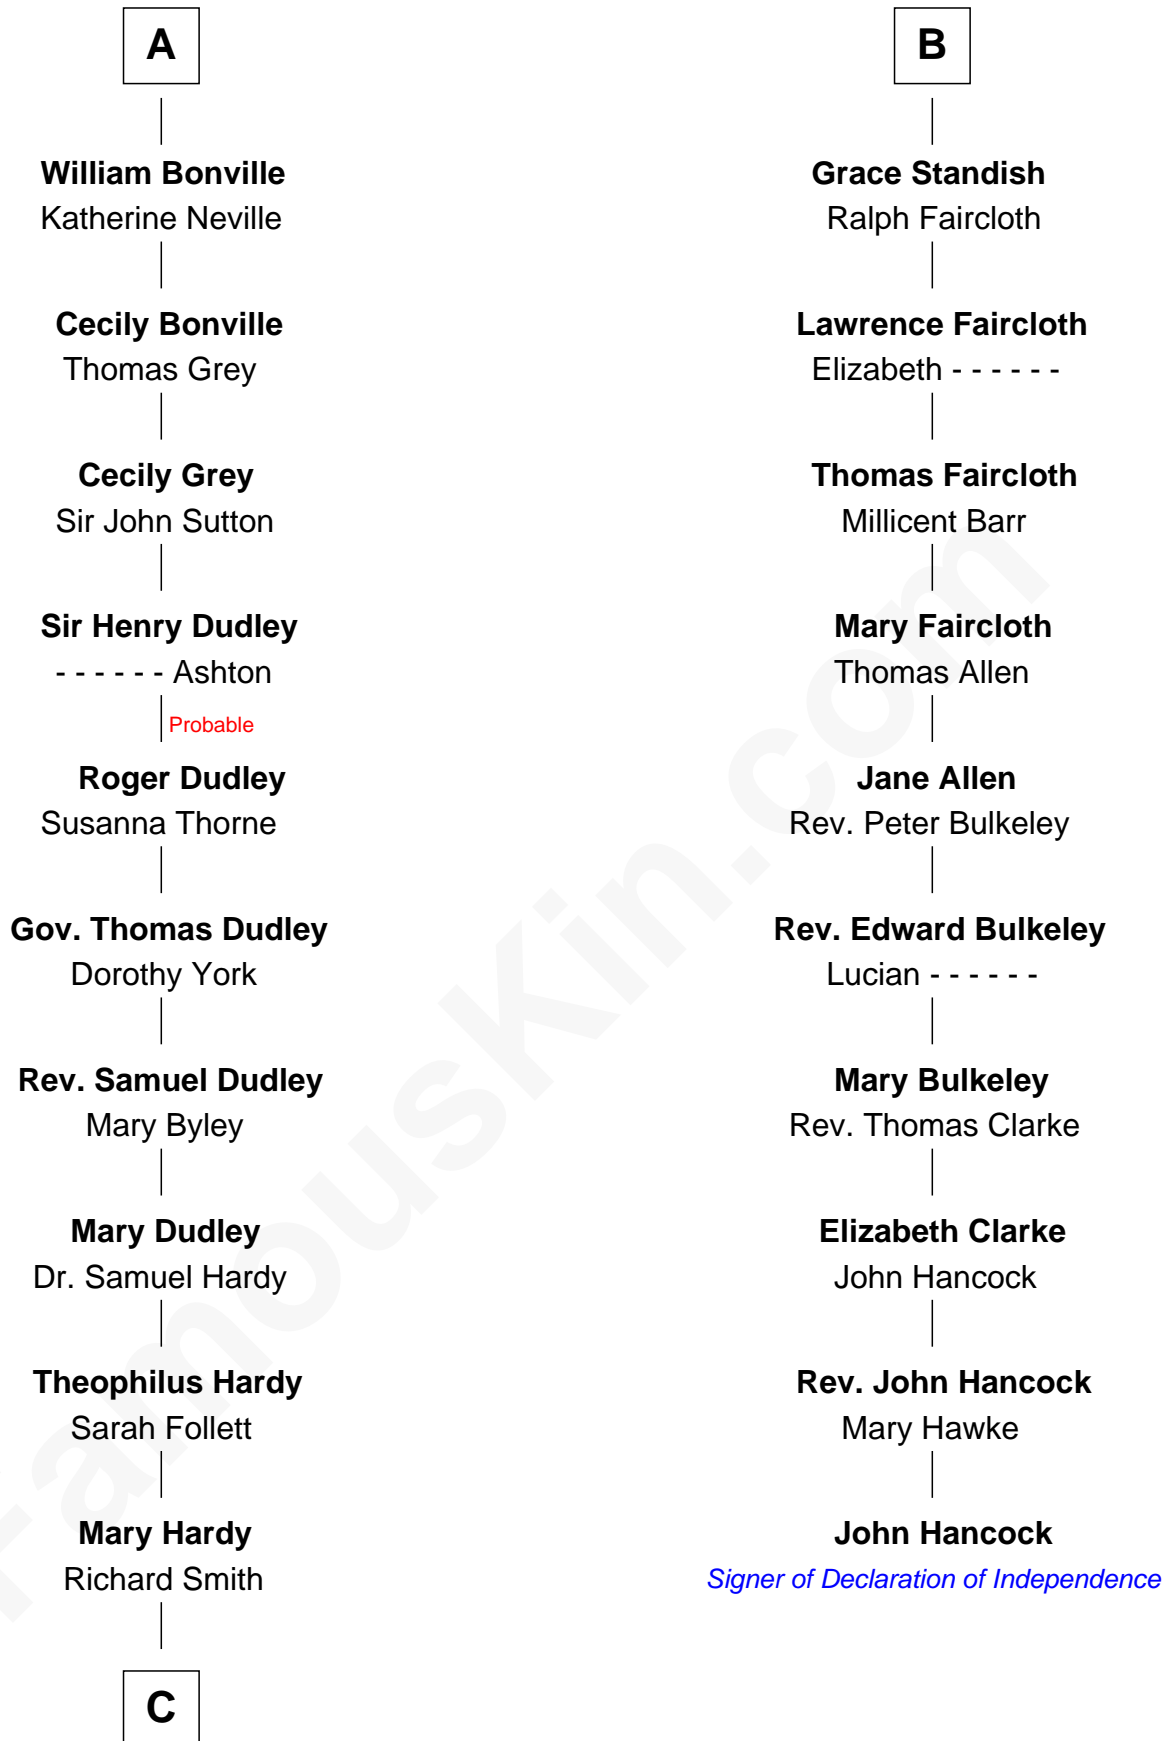 A
William Bonville
Katherine Neville
Cecily Bonville
Thomas Grey
Cecily Grey
Sir John Sutton
Sir Henry Dudley
- - - - - - Ashton
Probable
Roger Dudley
Susanna Thorne
Gov. Thomas Dudley
Dorothy York
Rev. Samuel Dudley
Mary Byley
Mary Dudley
Dr. Samuel Hardy
Theophilus Hardy
Sarah Follett
Mary Hardy
Richard Smith
C
B
Grace Standish
Ralph Faircloth
Lawrence Faircloth
Elizabeth - - - - - -
Thomas Faircloth
Millicent Barr
Mary Faircloth
Thomas Allen
Jane Allen
Rev. Peter Bulkeley
Rev. Edward Bulkeley
Lucian - - - - - -
Mary Bulkeley
Rev. Thomas Clarke
Elizabeth Clarke
John Hancock
Rev. John Hancock
Mary Hawke
John Hancock
Signer of Declaration of Independence
FamousKin.com